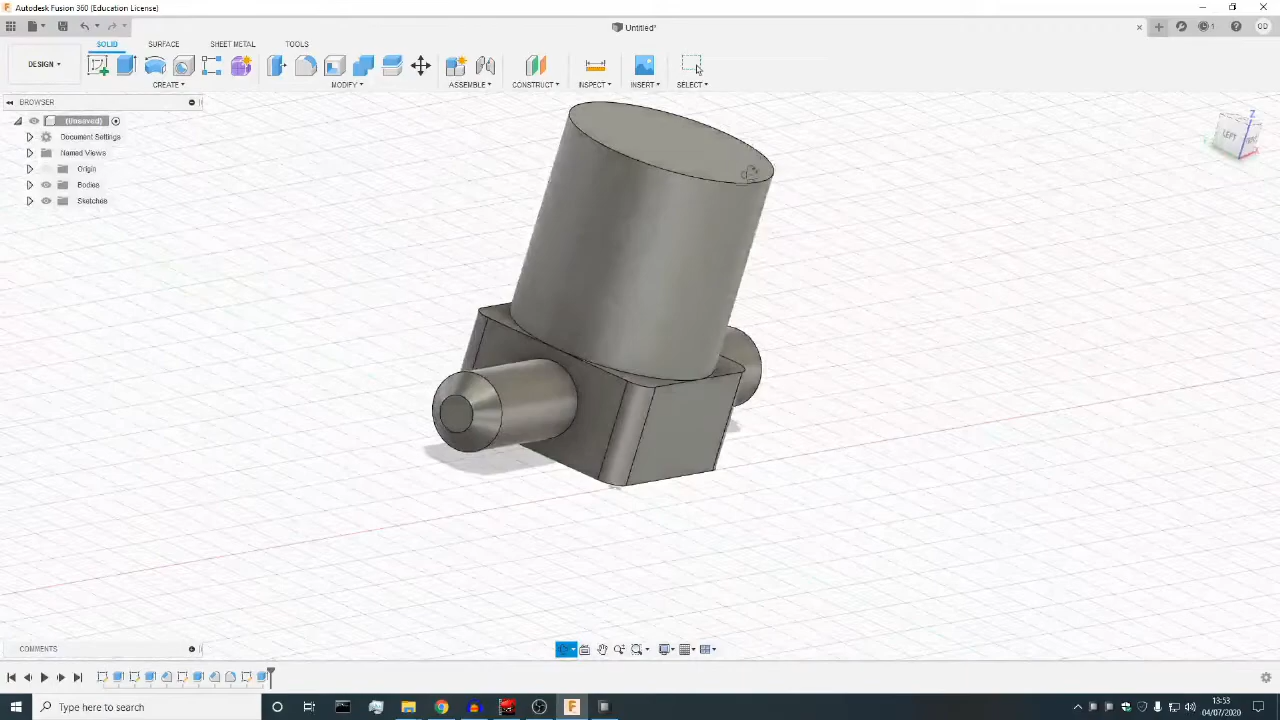 Autodesk Fusion 360 (Education License)
Untitled*
1
OD
SOLID
SURFACE
SHEET METAL
TOOLS
DESIGN
CREATE
MODIFY
ASSEMBLE
CONSTRUCT
INSPECT
INSERT
SELECT
BROWSER
(Unsaved)
Document Settings
Named Views
Origin
Bodies
Sketches
Z
LEFT
COMMENTS
Type here to search
13:53
04/07/2020